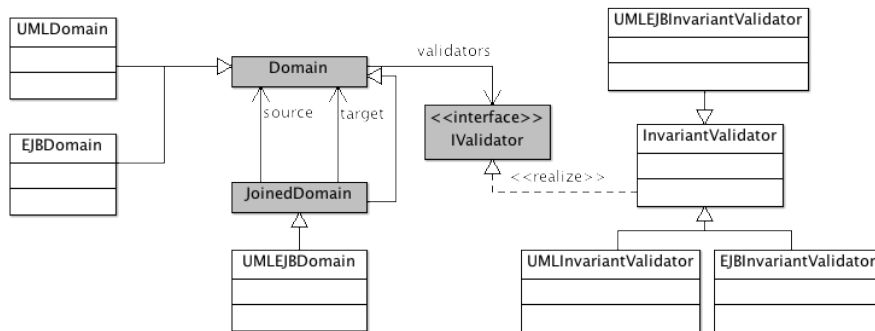 UMLDomain
UMLEJBInvariantValidator
Domain
validators
source
target
<<interface>>
IValidator
EJBDomain
InvariantValidator
<<realize>>
JoinedDomain
UMLEJBDomain
UMLInvariantValidator
EJBInvariantValidator